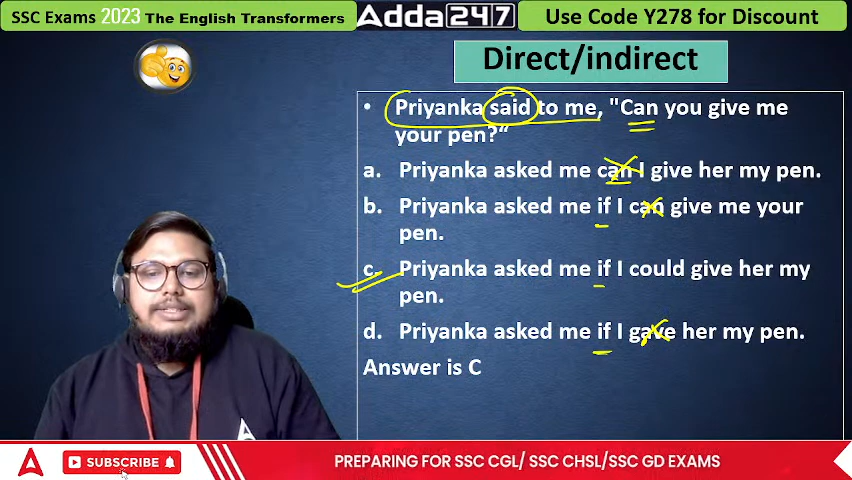 SSC Exams 2023 The English Transformers
Adda 247
Use Code Y278 for Discount
Direct/indirect
• Priyanka said to me, "Can you give me
your pen?“
a. Priyanka asked me can I give her my pen.
b. Priyanka asked me if I can give me your
pen.
c. Priyanka asked me if I could give her my
pen.
d. Priyanka asked me if I gave her my pen.
Answer is C
SUBSCRIBE
PREPARING FOR SSC CGL/ SSC CHSL/SSC GD EXAMS